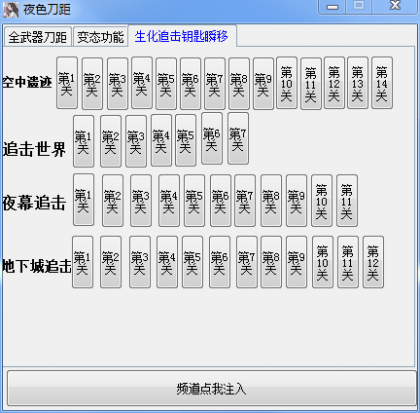 夜色刀距
全武器刀距 变态功能 生化追击钥匙瞬移
空中遗迹 第1关 第2关 第3关 第4关 第5关 第6关 第7关 第8关 第9关 第10关 第11关 第12关 第13关 第14关
追击世界 第1关 第2关 第3关 第4关 第5关 第6关 第7关
夜幕追击 第1关 第2关 第3关 第4关 第5关 第6关 第7关 第8关 第9关 第10关 第11关
地下城追击 第1关 第2关 第3关 第4关 第5关 第6关 第7关 第8关 第9关 第10关 第11关 第12关
频道点我注入